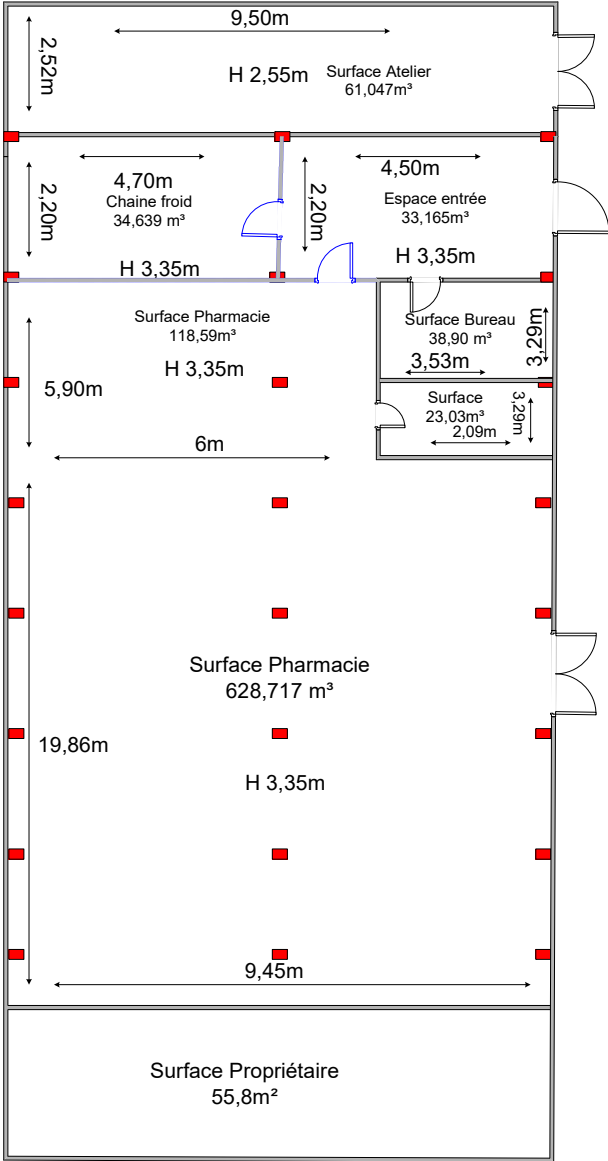 9,50m
2,52m
H 2,55m
Surface Atelier
61,047m³
4,70m
Chaine froid
34,639 m³
2,20m
H 3,35m
2,20m
4,50m
Espace entrée
33,165m³
H 3,35m
Surface Pharmacie
118,59m³
H 3,35m
5,90m
6m
Surface Bureau
38,90 m³
3,53m
3,29m
Surface
23,03m³
2,09m
3,29m
Surface Pharmacie
628,717 m³
19,86m
H 3,35m
9,45m
Surface Propriétaire
55,8m²